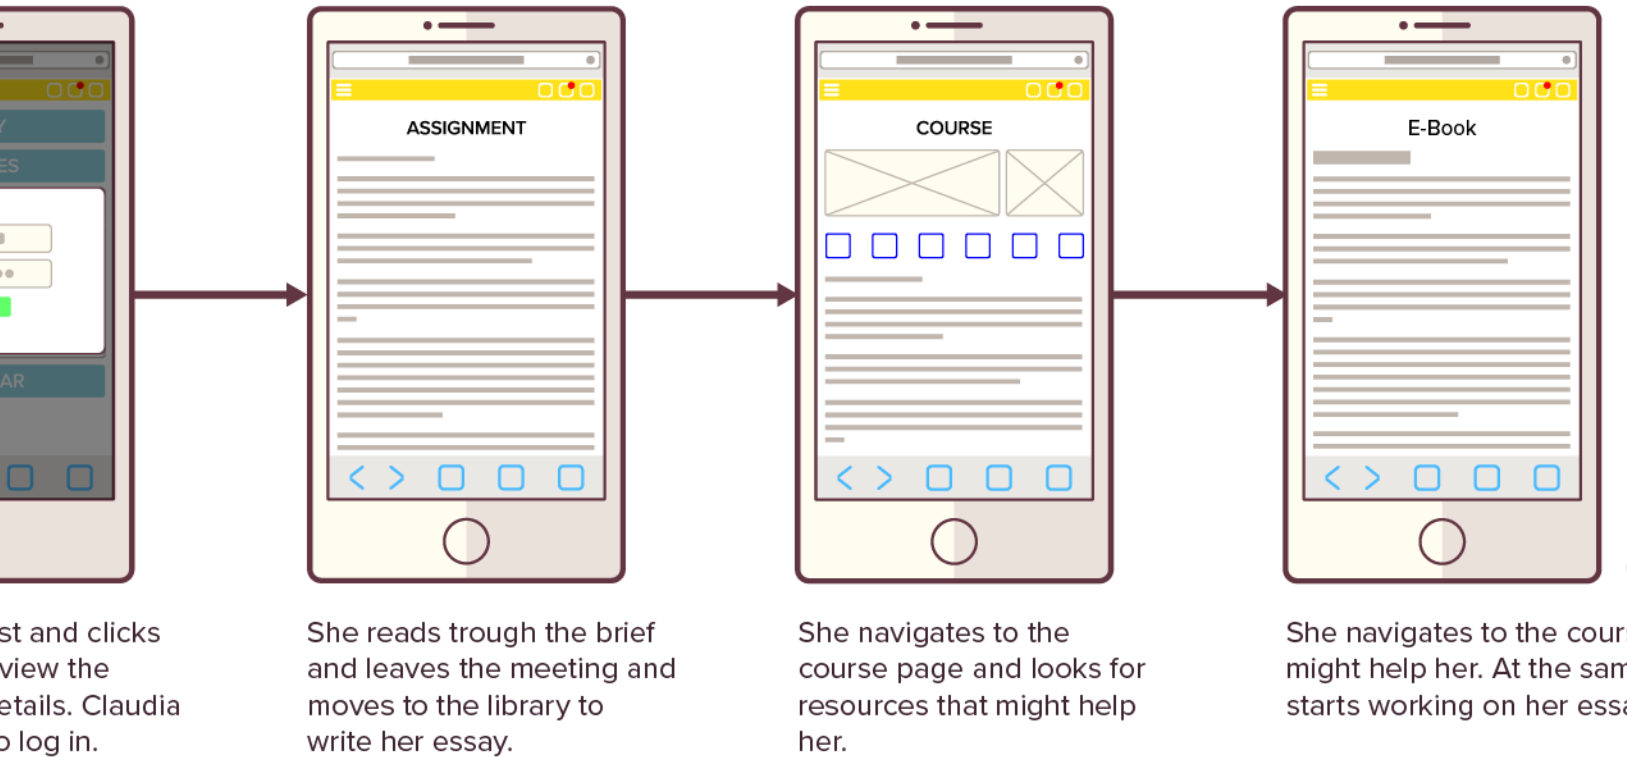 Y
ES
AR
ASSIGNMENT
COURSE
E-Book
st and clicks
view the
etails. Claudia
o log in.
She reads trough the brief
and leaves the meeting and
moves to the library to
write her essay.
She navigates to the
course page and looks for
resources that might help
her.
She navigates to the cour
might help her. At the sam
starts working on her essa